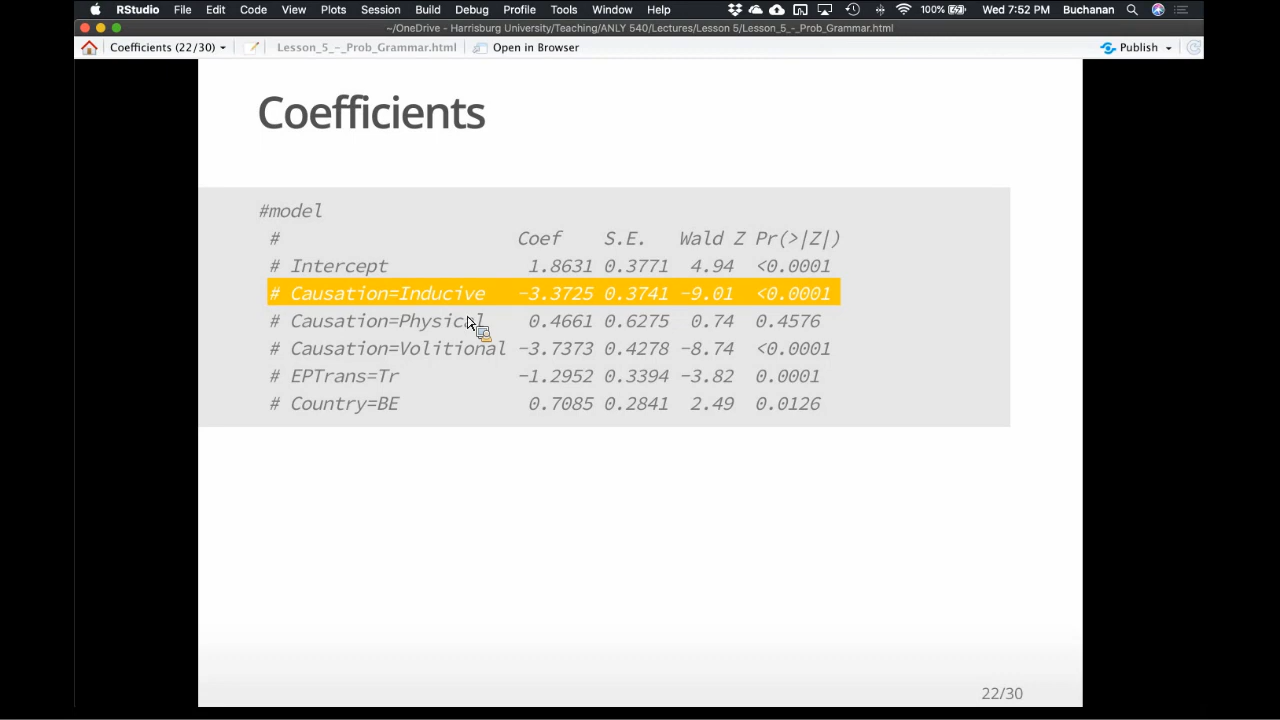 RStudio File Edit Code View Plots Session Build Debug Profile Tools Window Help 100% Wed 7:52 PM Buchanan
~/OneDrive - Harrisburg University/Teaching/ANLY 540/Lectures/Lesson 5/Lesson_5_-_Prob_Grammar.html
Coefficients (22/30) Lesson_5_-_Prob_Grammar.html Open in Browser Publish
Coefficients
#model
# Coef S.E. Wald Z Pr(>|Z|)
# Intercept 1.8631 0.3771 4.94 <0.0001
# Causation=Inducive -3.3725 0.3741 -9.01 <0.0001
# Causation=Physical 0.4661 0.6275 0.74 0.4576
# Causation=Volitional -3.7373 0.4278 -8.74 <0.0001
# EPTrans=Tr -1.2952 0.3394 -3.82 0.0001
# Country=BE 0.7085 0.2841 2.49 0.0126
22/30